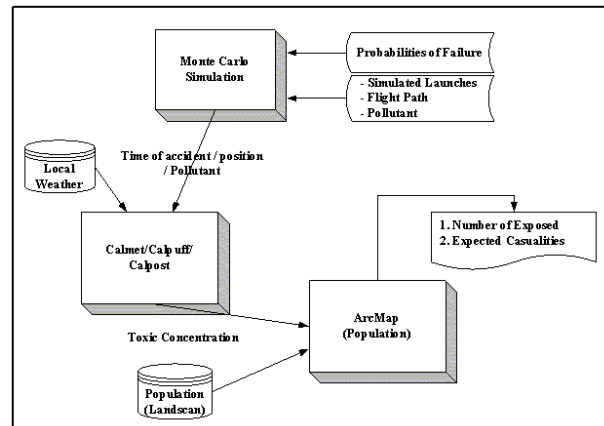 Probabilities of Failure
Monte Carlo
Simulation
- Simulated Launches
- Flight Path
- Pollutant
Time of accident / position
/ Pollutant
Local
Weather
1. Number of Exposed
2. Expected Casualities
Calmet/Calpuff/
Calpost
ArcMap
(Population)
Toxic Concentration
Population
(Landscan)